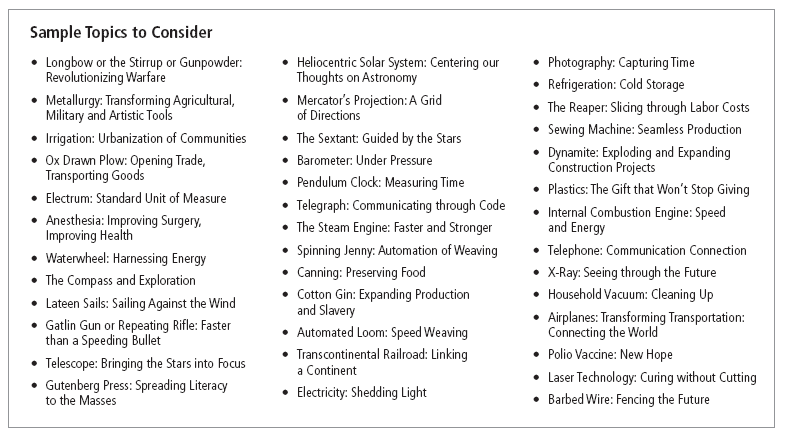 Sample Topics to Consider
• Longbow or the Stirrup or Gunpowder:
Revolutionizing Warfare
• Metallurgy: Transforming Agricultural,
Military and Artistic Tools
• Irrigation: Urbanization of Communities
• Ox Drawn Plow: Opening Trade,
Transporting Goods
• Electrum: Standard Unit of Measure
• Anesthesia: Improving Surgery,
Improving Health
• Waterwheel: Harnessing Energy
• The Compass and Exploration
• Lateen Sails: Sailing Against the Wind
• Gatlin Gun or Repeating Rifle: Faster
than a Speeding Bullet
• Telescope: Bringing the Stars into Focus
• Gutenberg Press: Spreading Literacy
to the Masses
• Heliocentric Solar System: Centering our
Thoughts on Astronomy
• Mercator's Projection: A Grid
of Directions
• The Sextant: Guided by the Stars
• Barometer: Under Pressure
• Pendulum Clock: Measuring Time
• Telegraph: Communicating through Code
• The Steam Engine: Faster and Stronger
• Spinning Jenny: Automation of Weaving
• Canning: Preserving Food
• Cotton Gin: Expanding Production
and Slavery
• Automated Loom: Speed Weaving
• Transcontinental Railroad: Linking
a Continent
• Electricity: Shedding Light
• Photography: Capturing Time
• Refrigeration: Cold Storage
• The Reaper: Slicing through Labor Costs
• Sewing Machine: Seamless Production
• Dynamite: Exploding and Expanding
Construction Projects
• Plastics: The Gift that Won't Stop Giving
• Internal Combustion Engine: Speed
and Energy
• Telephone: Communication Connection
• X-Ray: Seeing through the Future
• Household Vacuum: Cleaning Up
• Airplanes: Transforming Transportation:
Connecting the World
• Polio Vaccine: New Hope
• Laser Technology: Curing without Cutting
• Barbed Wire: Fencing the Future